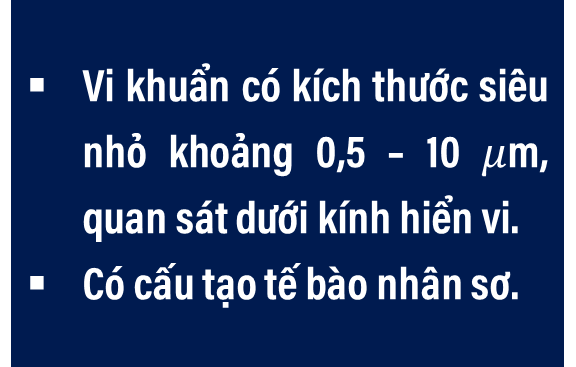 ▪ Vi khuẩn có kích thước siêu
nhỏ khoảng 0,5 – 10 𝜇m,
quan sát dưới kính hiển vi.
▪ Có cấu tạo tế bào nhân sơ.